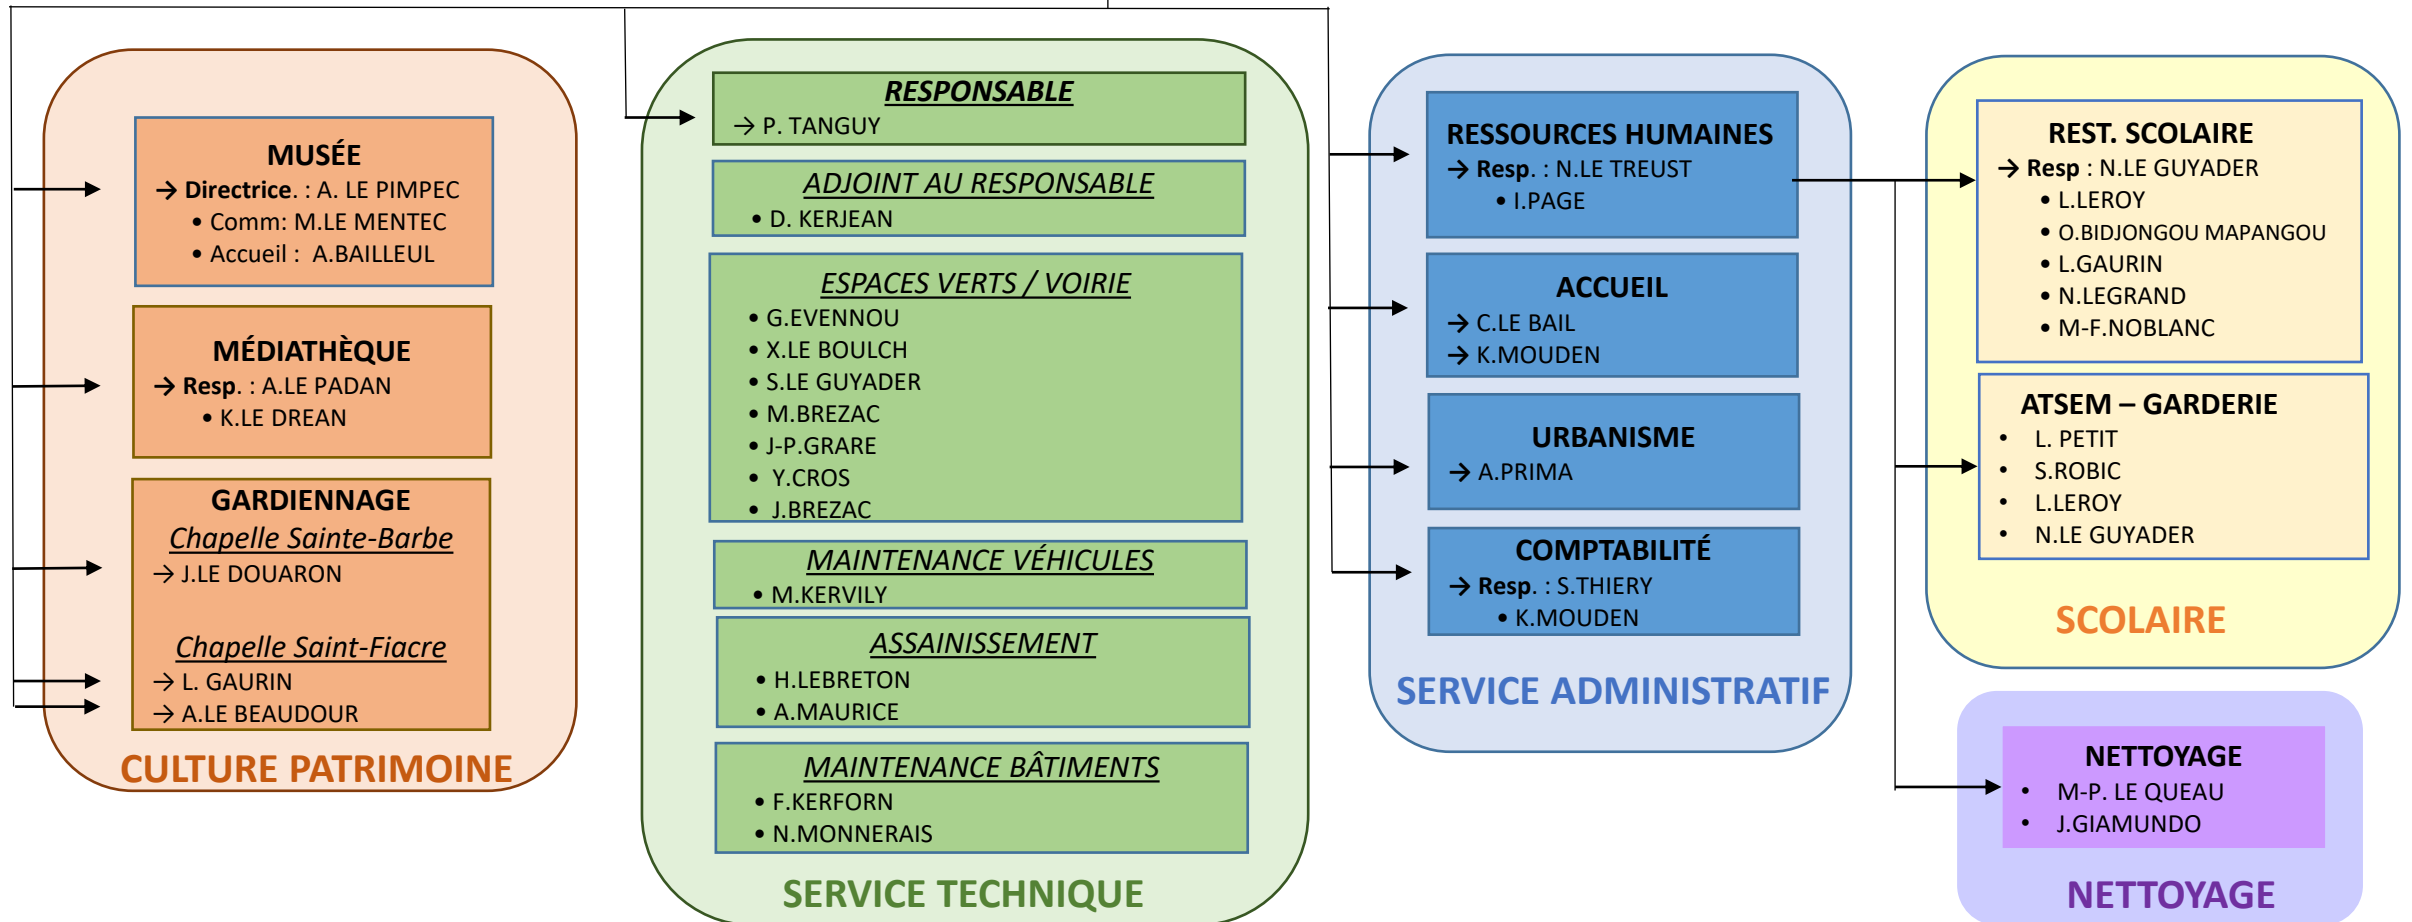 MUSÉE
→ Directrice. : A. LE PIMPEC
• Comm: M.LE MENTEC
• Accueil : A.BAILLEUL
MÉDIATHÈQUE
→ Resp. : A.LE PADAN
• K.LE DREAN
GARDIENNAGE
Chapelle Sainte-Barbe
→ J.LE DOUARON
Chapelle Saint-Fiacre
→ L. GAURIN
→ A.LE BEAUDOUR
CULTURE PATRIMOINE
RESPONSABLE
→ P. TANGUY
ADJOINT AU RESPONSABLE
• D. KERJEAN
ESPACES VERTS / VOIRIE
• G.EVENNOU
• X.LE BOULCH
• S.LE GUYADER
• M.BREZAC
• J-P.GRARE
• Y.CROS
• J.BREZAC
MAINTENANCE VÉHICULES
• M.KERVILY
ASSAINISSEMENT
• H.LEBRETON
• A.MAURICE
MAINTENANCE BÂTIMENTS
• F.KERFORN
• N.MONNERAIS
SERVICE TECHNIQUE
RESSOURCES HUMAINES
→ Resp. : N.LE TREUST
• I.PAGE
ACCUEIL
→ C.LE BAIL
→ K.MOUDEN
URBANISME
→ A.PRIMA
COMPTABILITÉ
→ Resp. : S.THIERY
• K.MOUDEN
SERVICE ADMINISTRATIF
REST. SCOLAIRE
→ Resp : N.LE GUYADER
• L.LEROY
• O.BIDJONGOU MAPANGOU
• L.GAURIN
• N.LEGRAND
• M-F.NOBLANC
ATSEM – GARDERIE
• L. PETIT
• S.ROBIC
• L.LEROY
• N.LE GUYADER
SCOLAIRE
NETTOYAGE
• M-P. LE QUEAU
• J.GIAMUNDO
NETTOYAGE